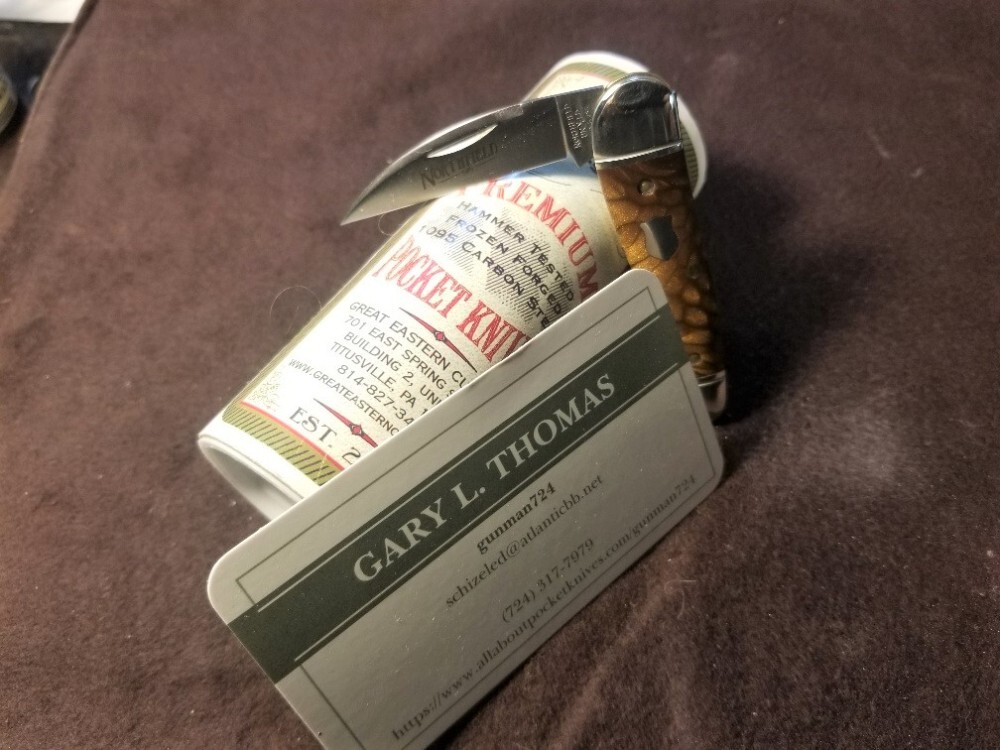 NORTHFIELD
PREMIUM
HAMMER TESTED
FROZEN FORGED
1095 CARBON STE
POCKET KNI
GREAT EASTERN CU
701 EAST SPRING S
BUILDING 2, UNI
TITUSVILLE, PA 1
814-827-34
WWW.GREATEASTERNC
EST. 2
GARY L. THOMAS
gunman724
schizeled@atlanticbb.net
(724) 317-7979
https://www.allaboutpocketknives.com/gunman724